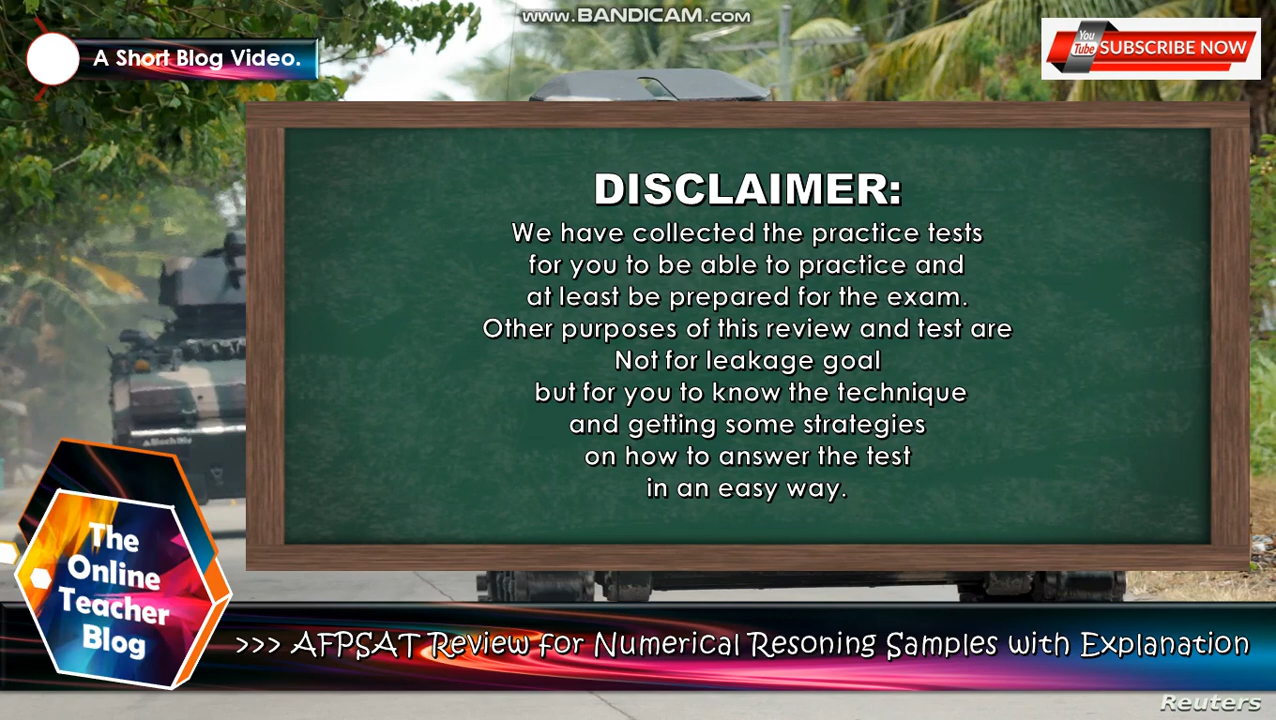 www.BANDICAM.com
A Short Blog Video.
You
Tube
SUBSCRIBE NOW
DISCLAIMER:
We have collected the practice tests
for you to be able to practice and
at least be prepared for the exam.
Other purposes of this review and test are
Not for leakage goal
but for you to know the technique
and getting some strategies
on how to answer the test
in an easy way.
The
Online
Teacher
Blog
>>> AFPSAT Review for Numerical Resoning Samples with Explanation
Reuters